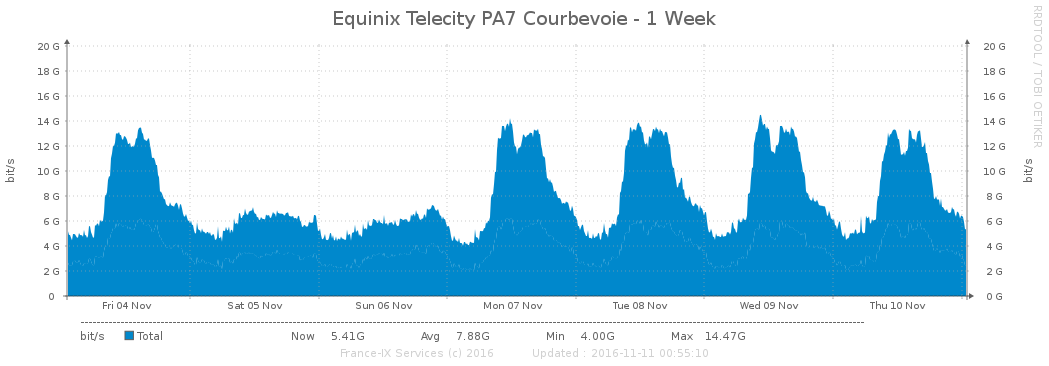 Equinix Telecity PA7 Courbevoie - 1 Week
RRDTOOL / TOBI OETIKER
bit/s
20 G 20 G
18 G 18 G
16 G 16 G
14 G 14 G
12 G 12 G
10 G 10 G
8 G 8 G
6 G 6 G
4 G 4 G
2 G 2 G
0 0 G
bit/s
Fri 04 Nov Sat 05 Nov Sun 06 Nov Mon 07 Nov Tue 08 Nov Wed 09 Nov Thu 10 Nov
bit/s Total Now 5.41G Avg 7.88G Min 4.00G Max 14.47G
France-IX Services (c) 2016 Updated : 2016-11-11 00:55:10